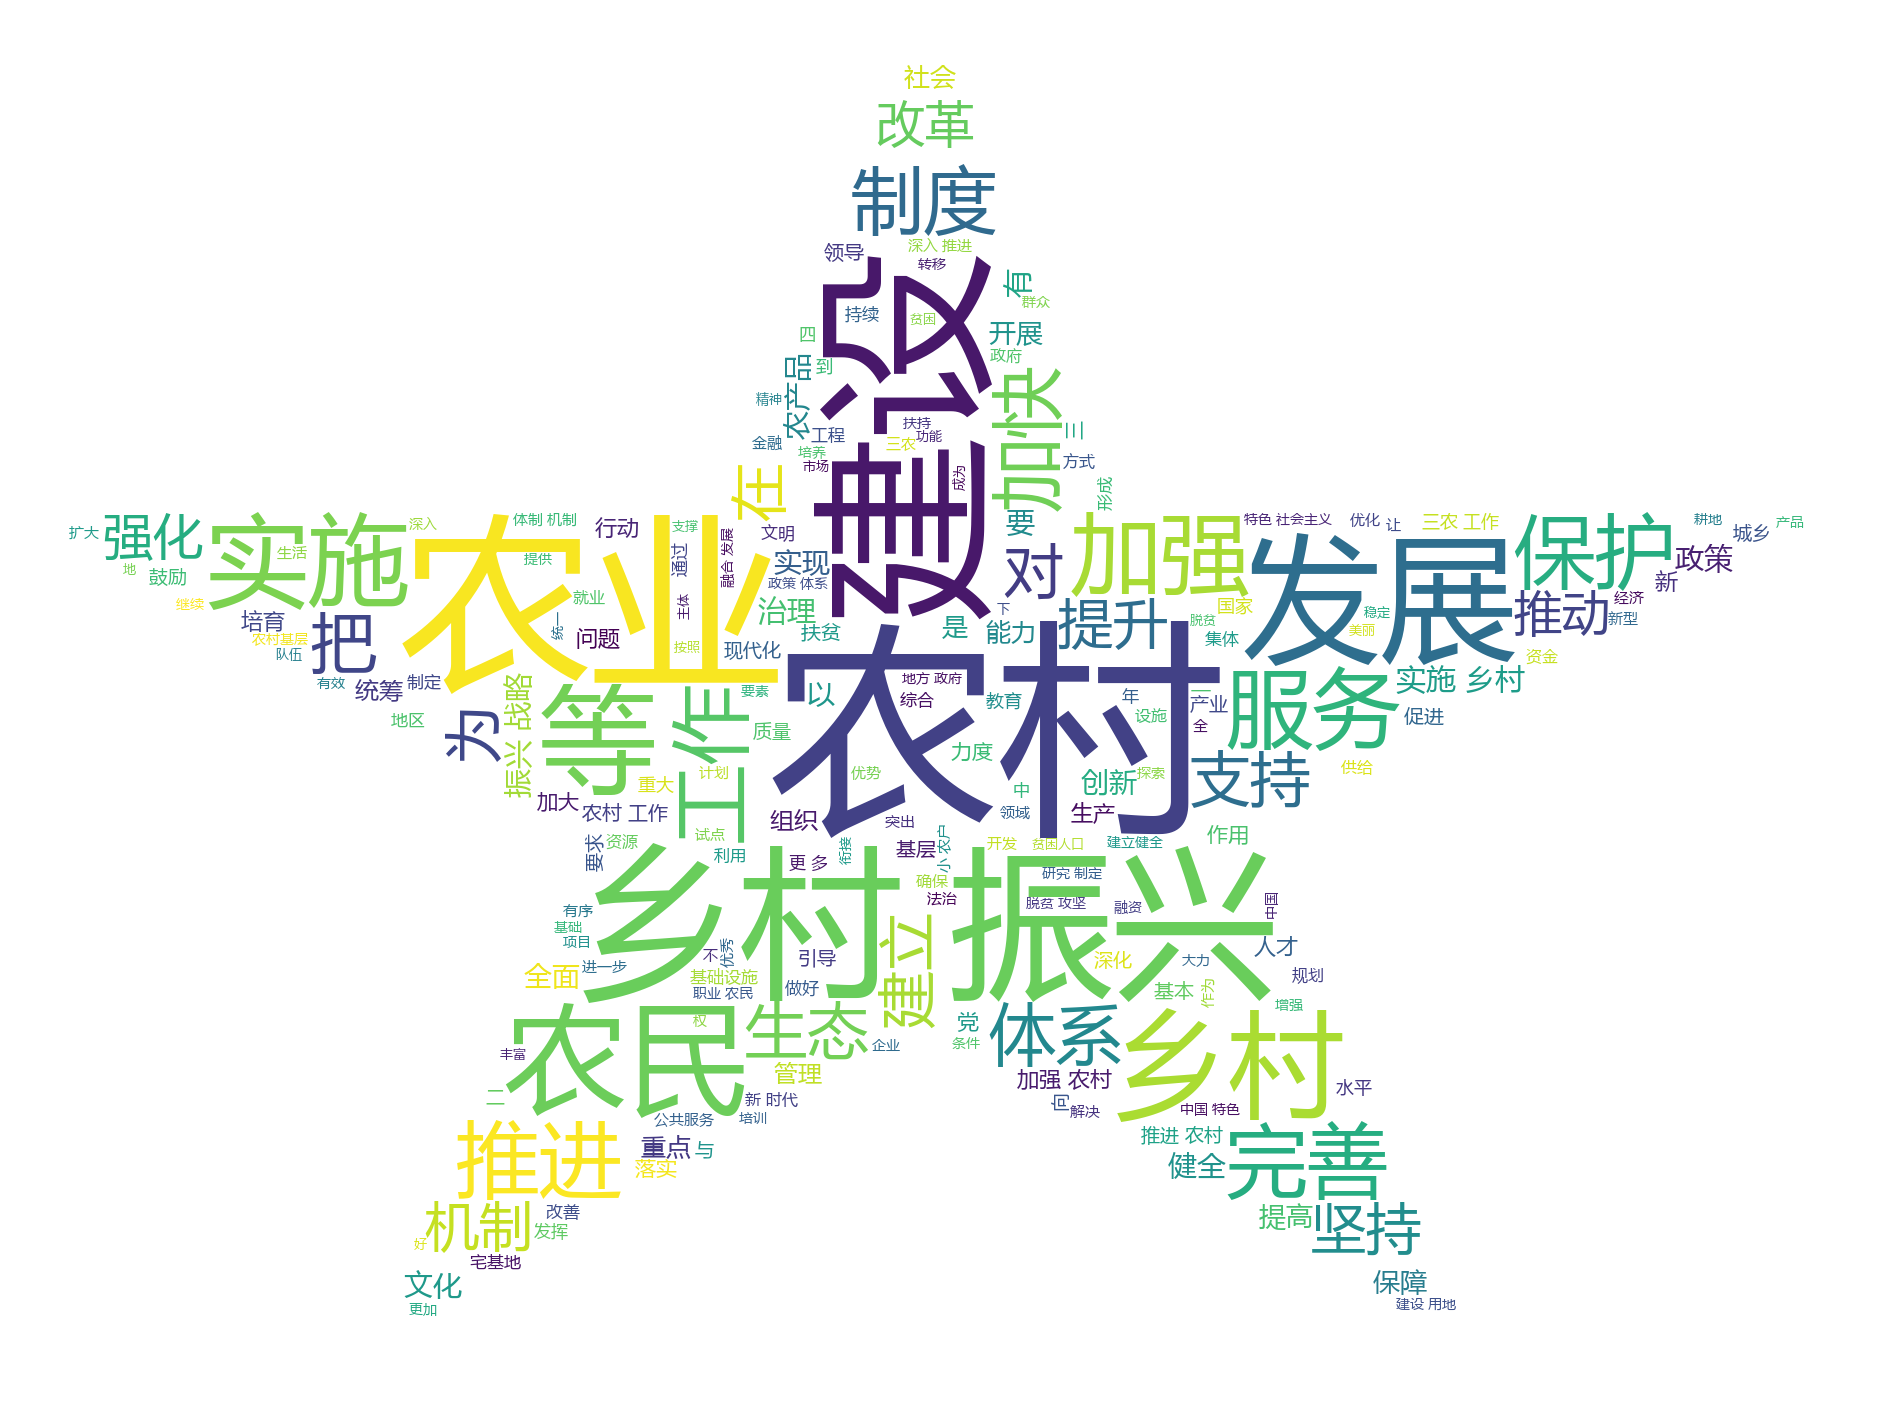 社会
改革
制度
领导
深入 推进
转移
有
群众
持续
贫困
四
开展
政府
到
农产品
建设
加快
精神
扶持
功能
三农
工程
金融
培养
市场
三
方式
成为
形成
在
扩大
强化
实施
深入
体制 机制
行动
支撑
文明
要
加强
特色 社会主义
优化
让
三农 工作
保护
耕地
城乡
产品
地
鼓励
生活
农业
提供
通过
融合 发展
实现
政策 体系
对
发展
政策
新
继续
培育
就业
主体
治理
下
提升
国家
稳定
推动
经济
新型
农村基层
队伍
把
统一
问题
按照
现代化
扶贫
是
能力
脱贫
集体
美丽
资金
有效
统筹
制定
地区
为
振兴 战略
等
工作
要素
质量
以
地方 政府
综合
农村
教育
年
设施
一
产业
全
服务
实施 乡村
促进
力度
优势
重大
计划
加大
农村 工作
中
领域
创新
探索
生产
支持
供给
组织
突出
试点
要求
资源
利用
更 多
衔接
基层
小 农户
开发
贫困人口
建立健全
作用
乡村 振兴
确保
法治
研究 制定
脱贫 攻坚
融资
中国
有序
基础
项目
进一步
全面
不
优秀
引导
基础设施
职业 农民
做好
建立
深化
大力
人才
规划
基本
作为
增强
权
农民
丰富
生态
企业
管理
党
条件
体系
乡村
加强 农村
水平
向
解决
中国 特色
二
新 时代
公共服务
培训
推进
重点
与
落实
推进 农村
健全
完善
机制
改善
发挥
好
宅基地
提高
坚持
文化
更加
保障
建设 用地